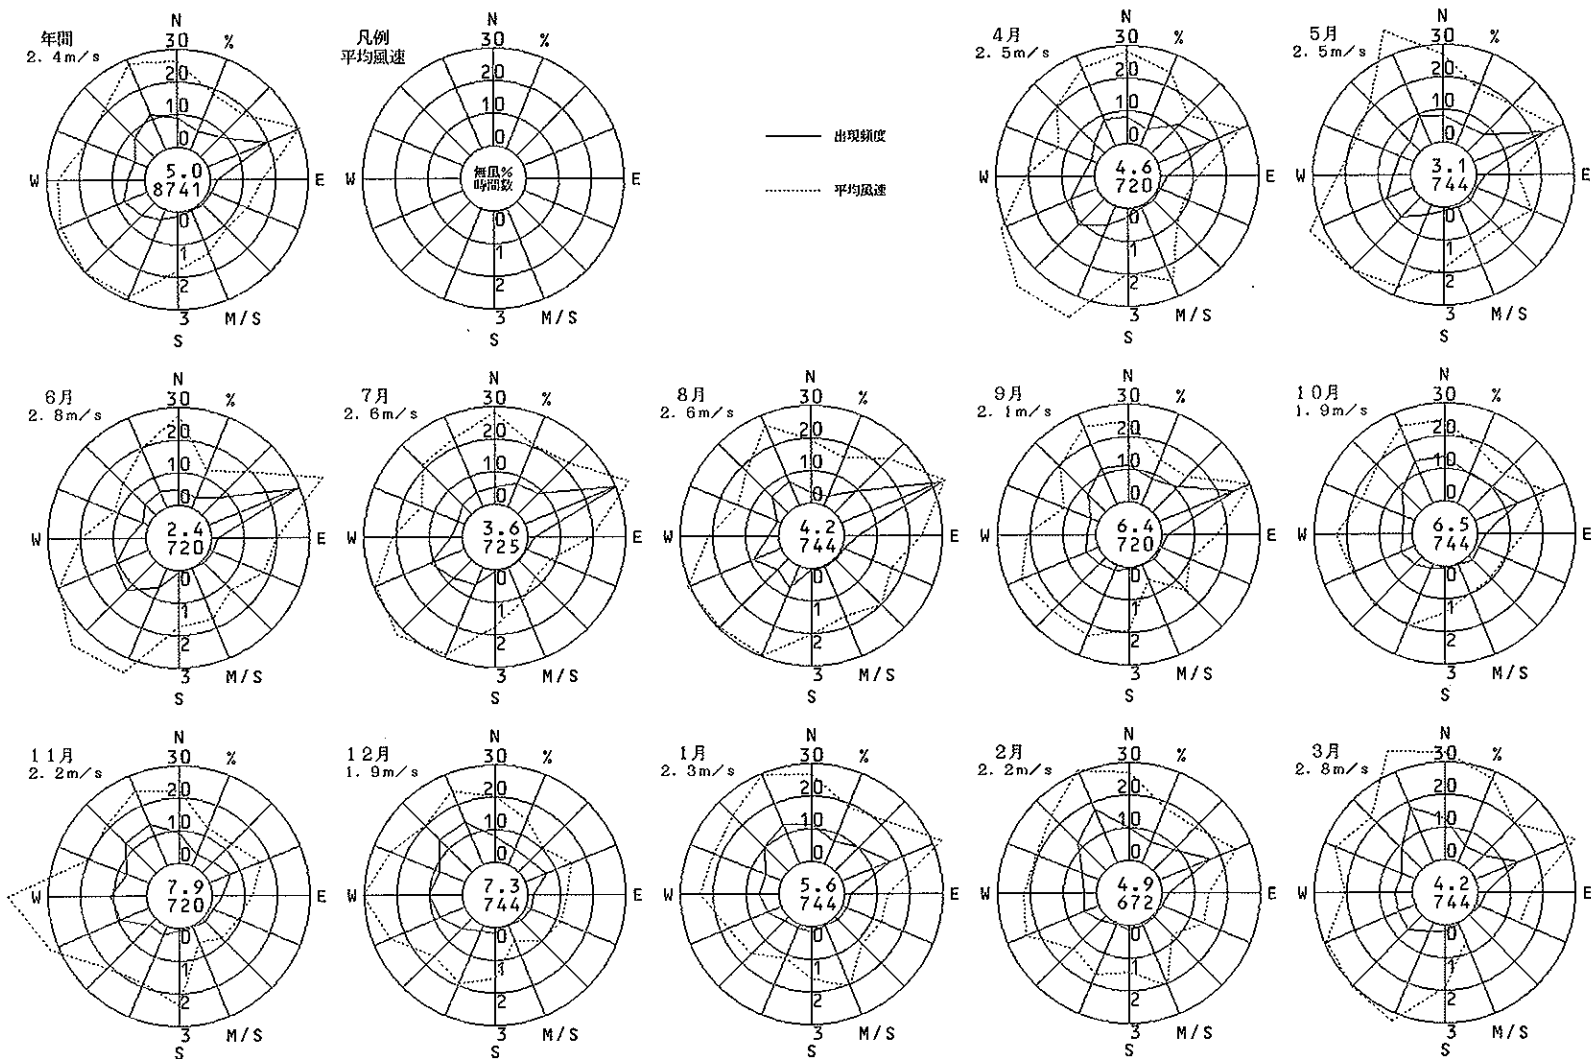 年間
2.4m/s
N
30 %
20
10
0
5.0
8741
W
E
0
1
2
3 M/S
S
凡例
平均風速
N
30 %
20
10
0
無風%
時間数
W
E
0
1
2
3 M/S
S
出現頻度
平均風速
4月
2.5m/s
N
30 %
20
10
0
4.6
720
W
E
0
1
2
3 M/S
S
5月
2.5m/s
N
30 %
20
10
0
3.1
744
W
E
0
1
2
3 M/S
S
6月
2.8m/s
N
30 %
20
10
0
2.4
720
W
E
0
1
2
3 M/S
S
7月
2.6m/s
N
30 %
20
10
0
3.6
725
W
E
0
1
2
3 M/S
S
8月
2.6m/s
N
30 %
20
10
0
4.2
744
W
E
0
1
2
3 M/S
S
9月
2.1m/s
N
30 %
20
10
0
6.4
720
W
E
0
1
2
3 M/S
S
10月
1.9m/s
N
30 %
20
10
0
6.5
744
W
E
0
1
2
3 M/S
S
11月
2.2m/s
N
30 %
20
10
0
7.9
720
W
E
0
1
2
3 M/S
S
12月
1.9m/s
N
30 %
20
10
0
7.3
744
W
E
0
1
2
3 M/S
S
1月
2.3m/s
N
30 %
20
10
0
5.6
744
W
E
0
1
2
3 M/S
S
2月
2.2m/s
N
30 %
20
10
0
4.9
672
W
E
0
1
2
3 M/S
S
3月
2.8m/s
N
30 %
20
10
0
4.2
744
W
E
0
1
2
3 M/S
S